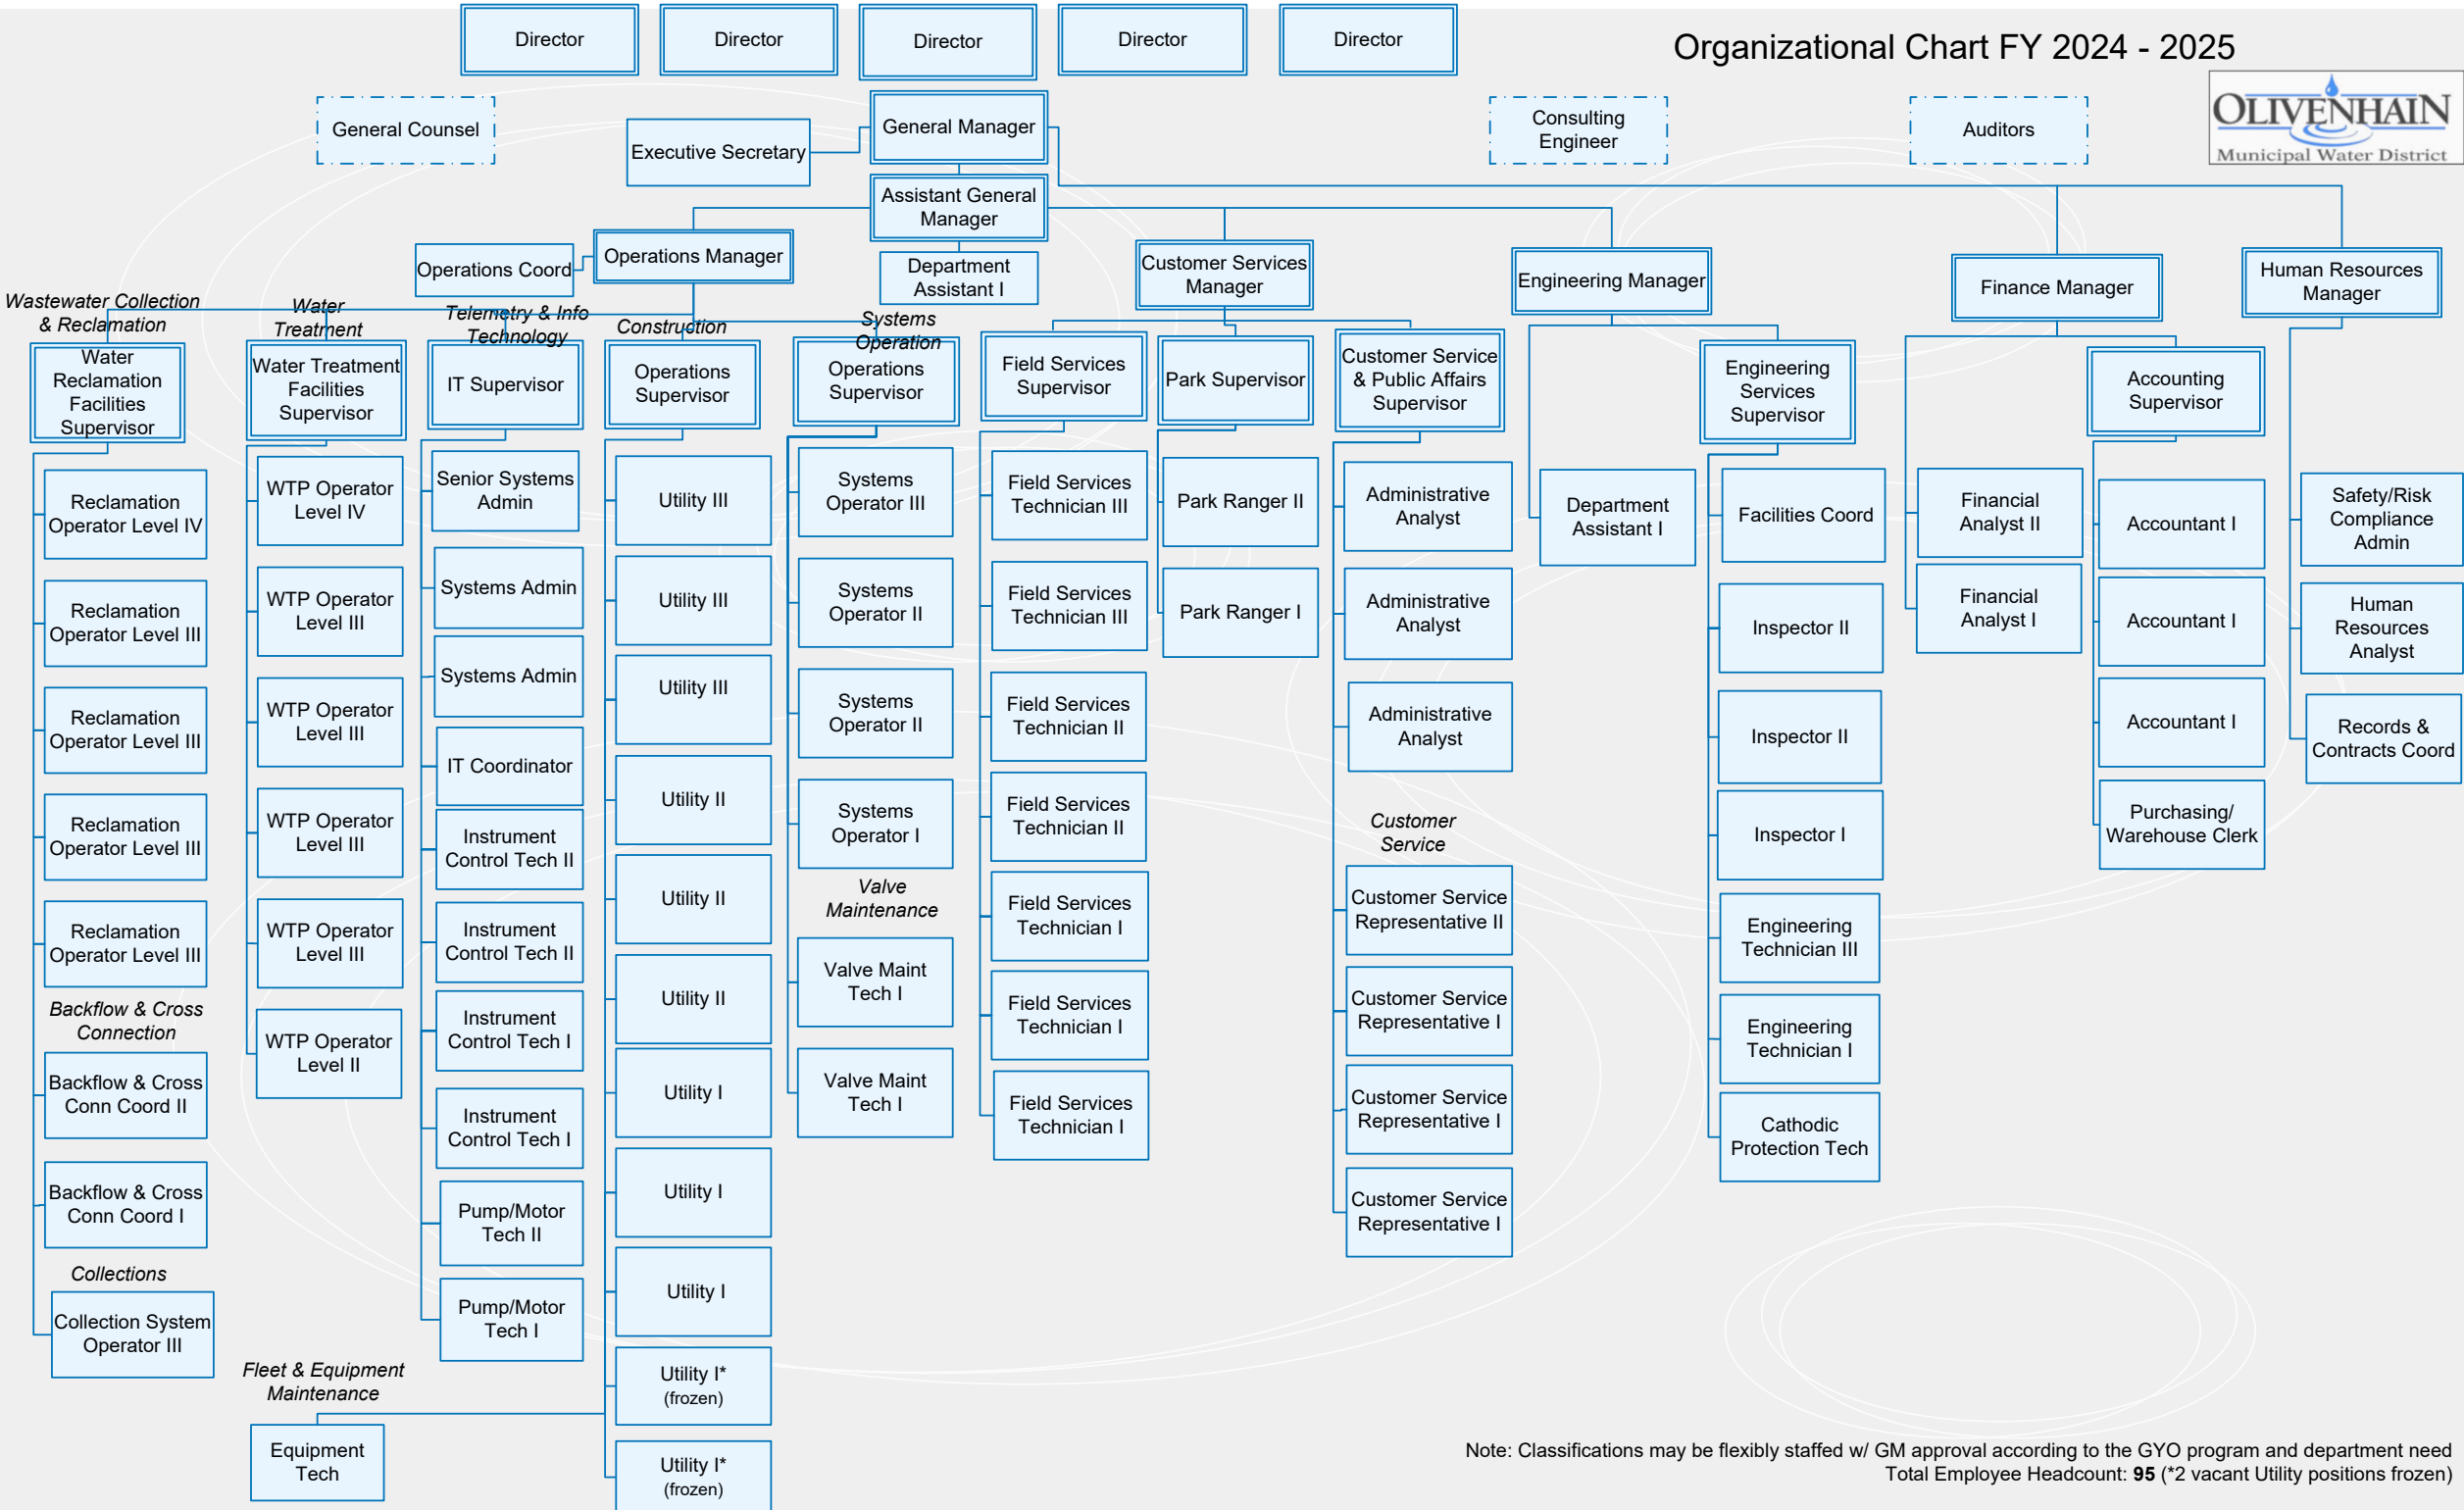 Director
Director
Director
Director
Director
Organizational Chart FY 2024 - 2025
OLIVENHAIN
Municipal Water District
General Counsel
Executive Secretary
General Manager
Consulting
Engineer
Auditors
Assistant General
Manager
Operations Coord
Operations Manager
Department
Assistant I
Customer Services
Manager
Engineering Manager
Finance Manager
Human Resources
Manager
Wastewater Collection
& Reclamation
Water
Reclamation
Facilities
Supervisor
Reclamation
Operator Level IV
Reclamation
Operator Level III
Reclamation
Operator Level III
Reclamation
Operator Level III
Reclamation
Operator Level III
Backflow & Cross
Connection
Backflow & Cross
Conn Coord II
Backflow & Cross
Conn Coord I
Collections
Collection System
Operator III
Water
Treatment
Water Treatment
Facilities
Supervisor
WTP Operator
Level IV
WTP Operator
Level III
WTP Operator
Level III
WTP Operator
Level III
WTP Operator
Level III
WTP Operator
Level II
Fleet & Equipment
Maintenance
Equipment
Tech
Telemetry & Info
Technology
IT Supervisor
Senior Systems
Admin
Systems Admin
Systems Admin
IT Coordinator
Instrument
Control Tech II
Instrument
Control Tech II
Instrument
Control Tech I
Instrument
Control Tech I
Pump/Motor
Tech II
Pump/Motor
Tech I
Construction
Operations
Supervisor
Utility III
Utility III
Utility III
Utility II
Utility II
Utility II
Utility I
Utility I
Utility I
Utility I*
(frozen)
Utility I*
(frozen)
Systems
Operation
Operations
Supervisor
Systems
Operator III
Systems
Operator II
Systems
Operator II
Systems
Operator I
Valve
Maintenance
Valve Maint
Tech I
Valve Maint
Tech I
Field Services
Supervisor
Field Services
Technician III
Field Services
Technician III
Field Services
Technician II
Field Services
Technician II
Field Services
Technician I
Field Services
Technician I
Field Services
Technician I
Park Supervisor
Park Ranger II
Park Ranger I
Customer Service
& Public Affairs
Supervisor
Administrative
Analyst
Administrative
Analyst
Administrative
Analyst
Customer
Service
Customer Service
Representative II
Customer Service
Representative I
Customer Service
Representative I
Customer Service
Representative I
Department
Assistant I
Engineering
Services
Supervisor
Facilities Coord
Inspector II
Inspector II
Inspector I
Engineering
Technician III
Engineering
Technician I
Cathodic
Protection Tech
Financial
Analyst II
Financial
Analyst I
Accounting
Supervisor
Accountant I
Accountant I
Accountant I
Purchasing/
Warehouse Clerk
Safety/Risk
Compliance
Admin
Human
Resources
Analyst
Records &
Contracts Coord
Note: Classifications may be flexibly staffed w/ GM approval according to the GYO program and department need
Total Employee Headcount: 95 (*2 vacant Utility positions frozen)